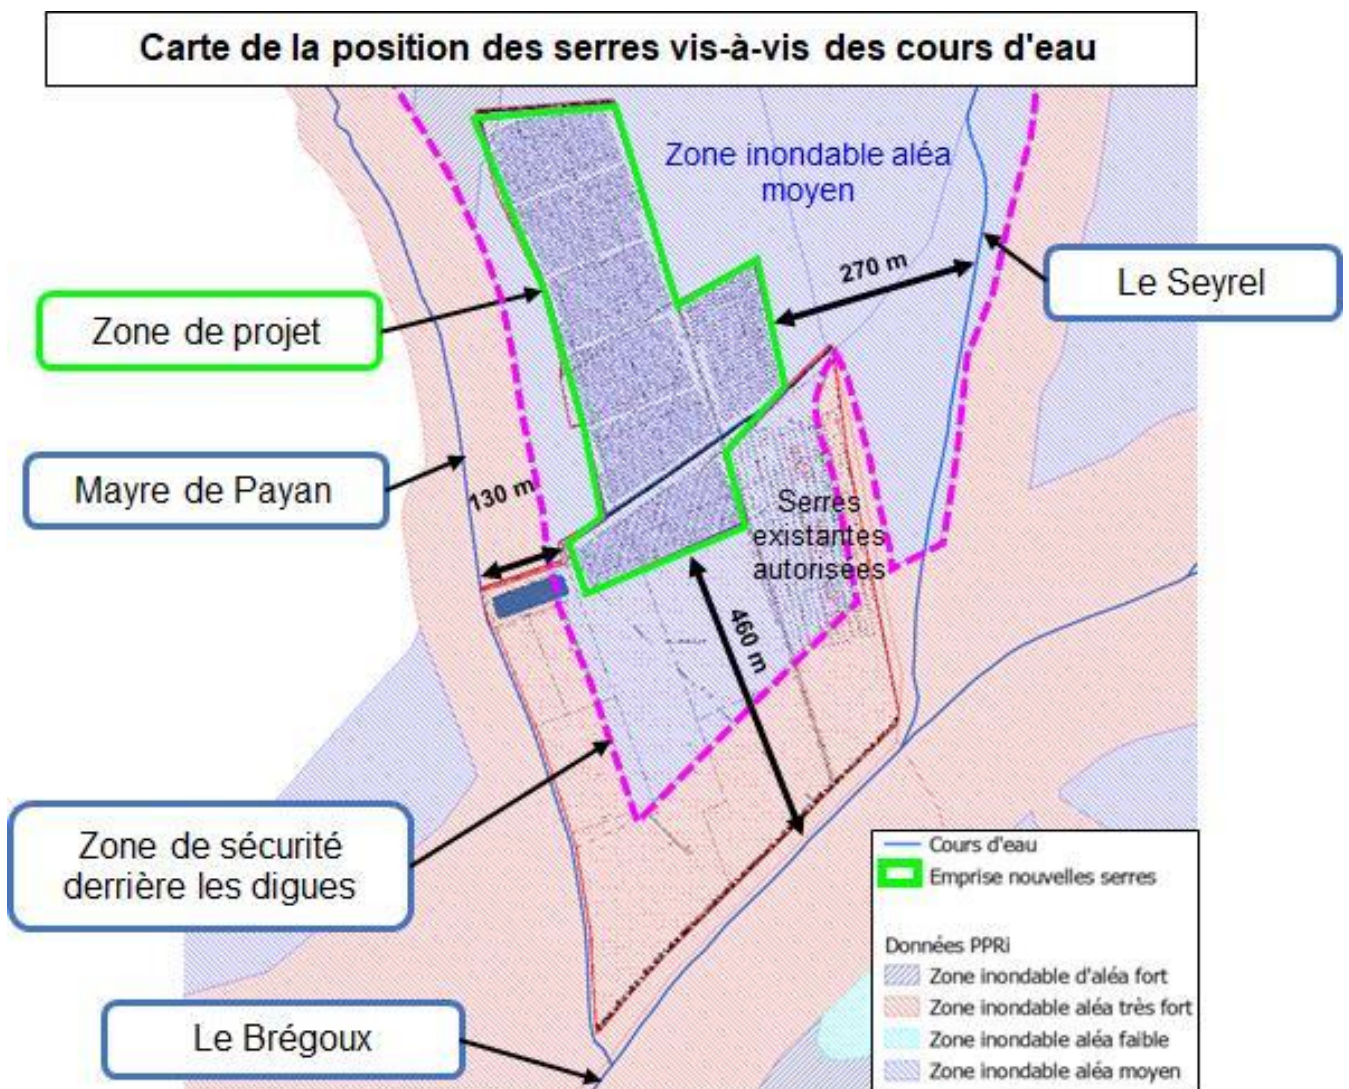 Carte de la position des serres vis-à-vis des cours d'eau
Zone inondable aléa
moyen
270 m
Le Seyrel
Zone de projet
Mayre de Payan
130 m
Serres
existantes
autorisées
460 m
Zone de sécurité
derrière les digues
Le Brégoux
Cours d'eau
Emprise nouvelles serres
Données PPRi
Zone inondable d'aléa fort
Zone inondable aléa très fort
Zone inondable aléa faible
Zone inondable aléa moyen